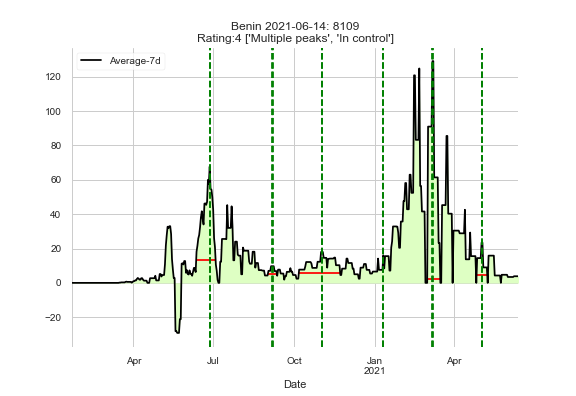 Benin 2021-06-14: 8109
Rating:4 ['Multiple peaks', 'In control']
Average-7d
120
100
80
60
40
20
0
−20
Apr
Jul
Oct
Jan
2021
Apr
Date